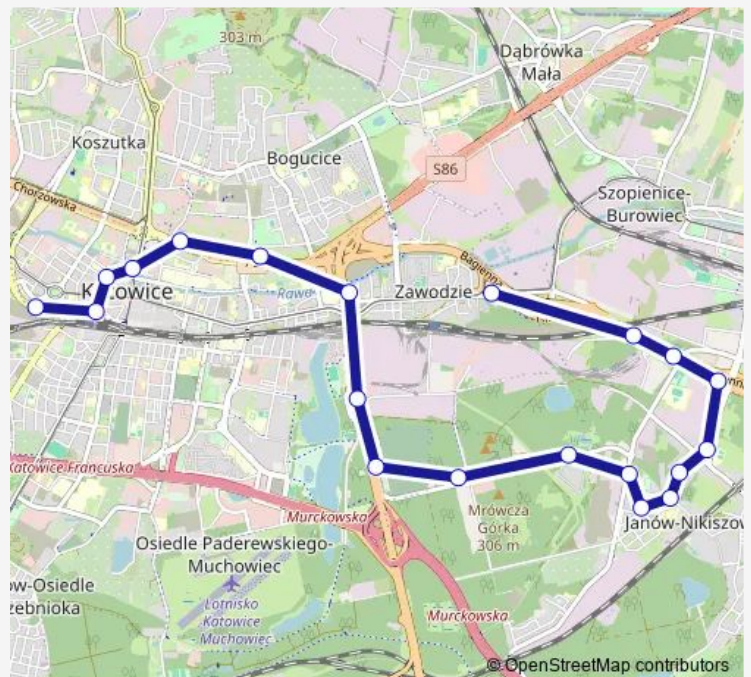 303 m
Dąbrówka
Mała
Koszutka
Bogucice
S86
Chorzowska
Szopienice-
Burowiec
Bagienna
Katowice
Rawa
Zawodzie
Katowice Francuska
Murckowska
Mrówcza
Górka
306 m
Janów-Nikiszow
Osiedle Paderewskiego-
Muchowiec
ow-Osiedle
zebnioka
Lotnisko
Katowice
-
Muchowiec
Murckowska
© OpenStreetMap contributors